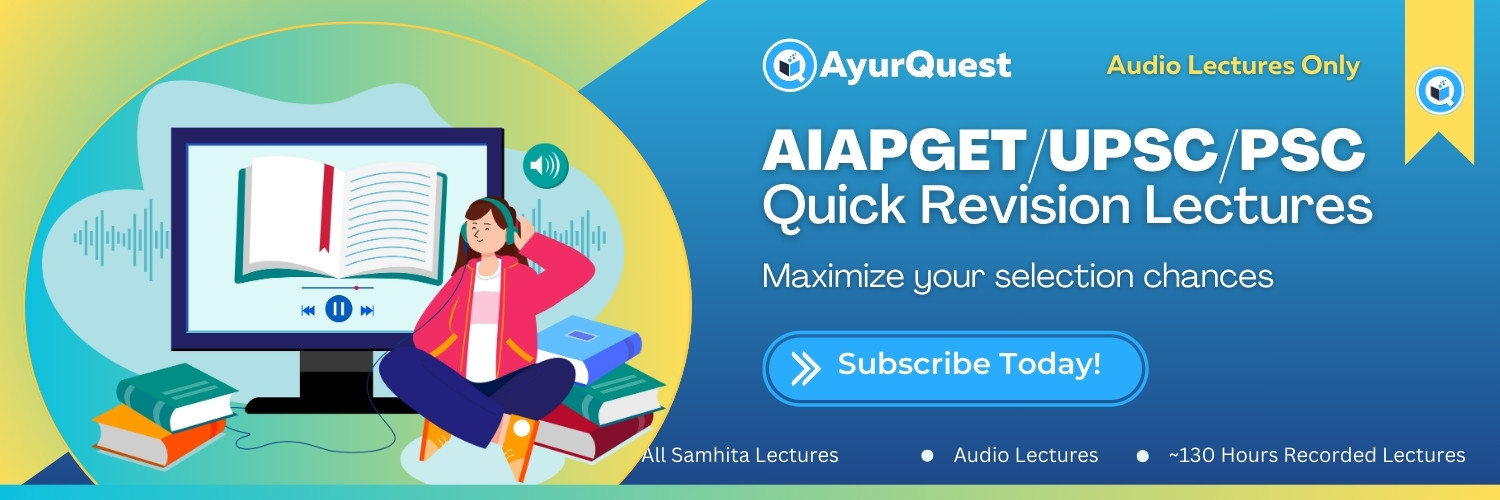 AyurQuest
Audio Lectures Only
AIAPGET/UPSC/PSC
Quick Revision Lectures
Maximize your selection chances
Subscribe Today!
All Samhita Lectures
● Audio Lectures
● ~130 Hours Recorded Lectures